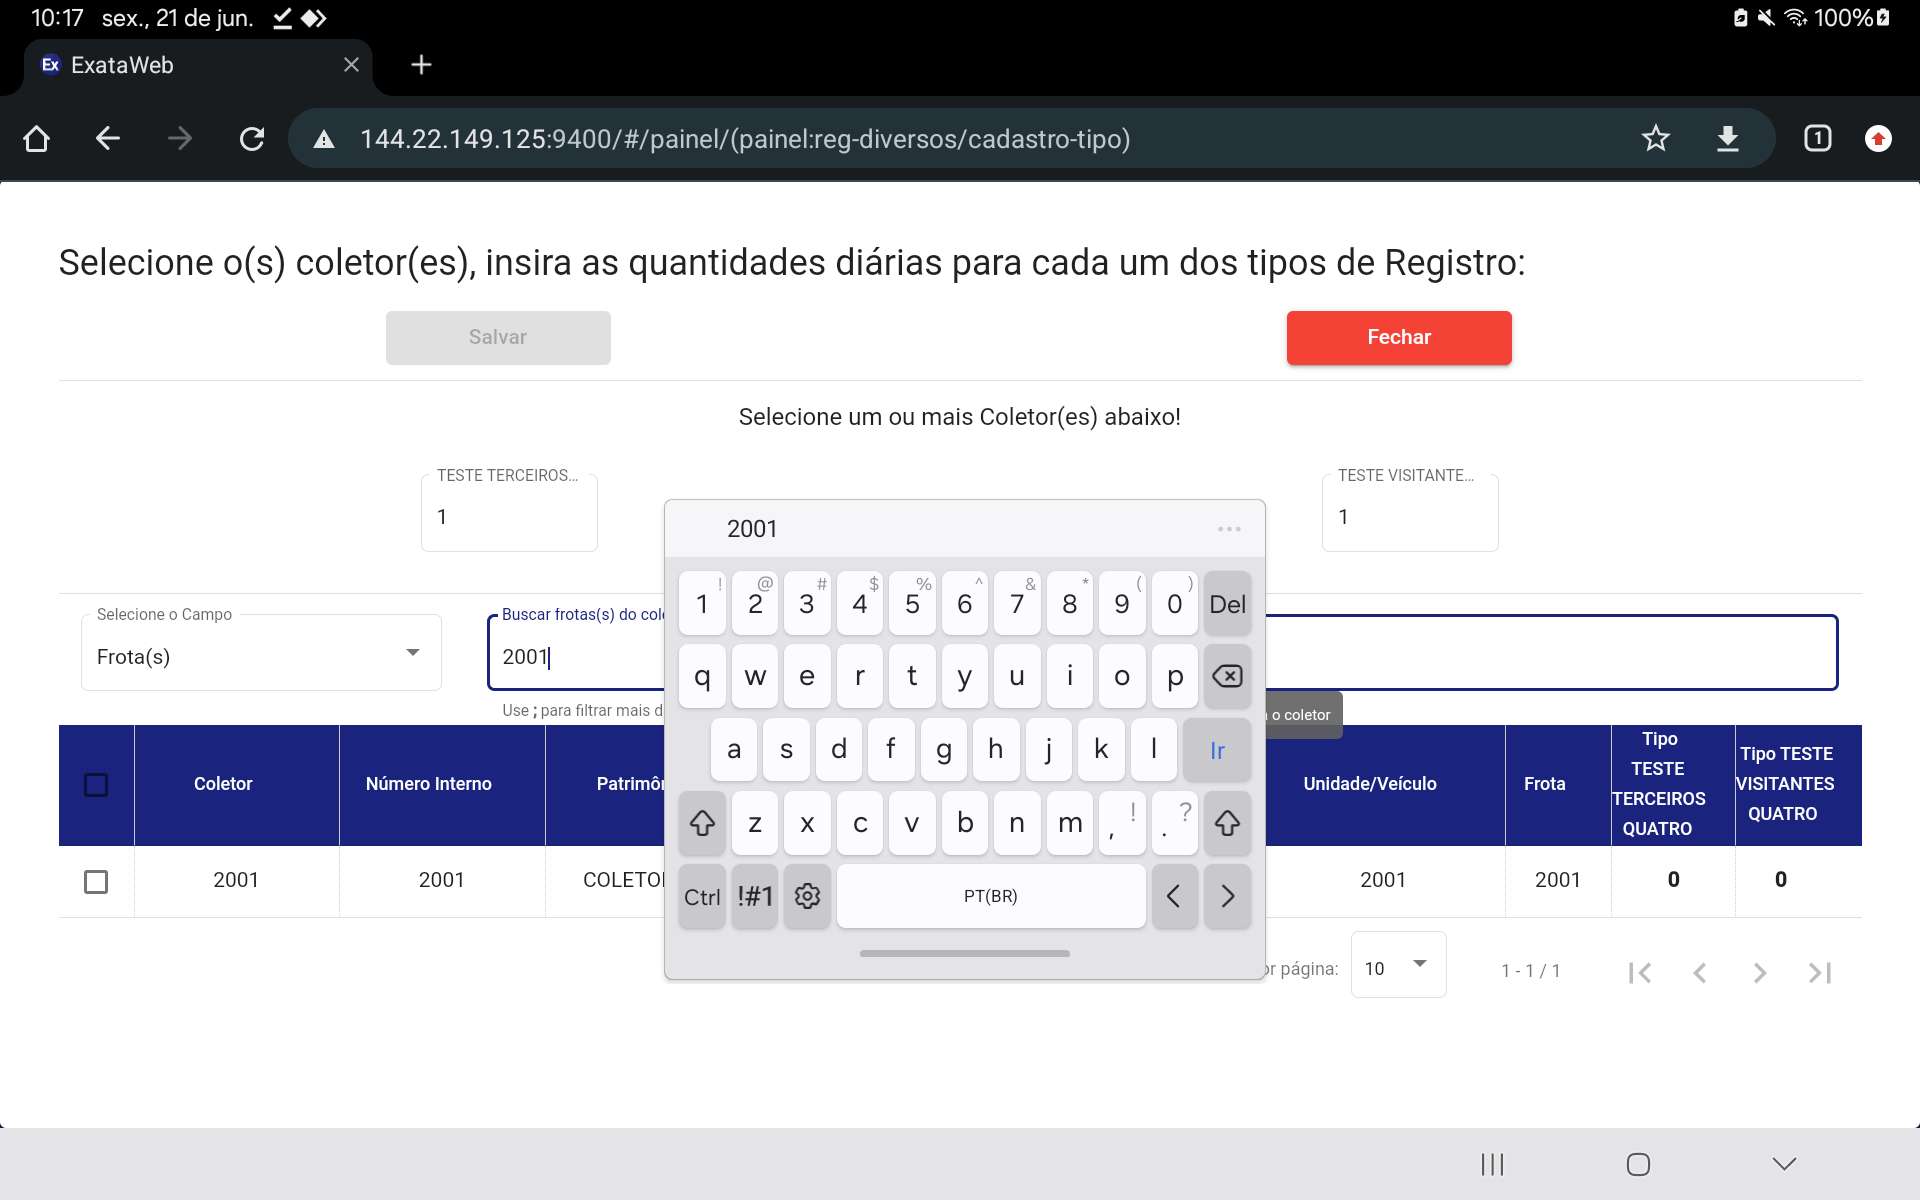 10:17 sex., 21 de jun. 100%
Ex ExataWeb
144.22.149.125:9400/#/painel/(painel:reg-diversos/cadastro-tipo) 1
Selecione o(s) coletor(es), insira as quantidades diárias para cada um dos tipos de Registro:
Salvar Fechar
Selecione um ou mais Coletor(es) abaixo!
TESTE TERCEIROS... TESTE VISITANTE...
1 1
2001 ...
! @ # $ % ^ & * ( )
1 2 3 4 5 6 7 8 9 0 Del
Selecione o Campo Buscar frotas(s) do
Frota(s) 2001
q w e r t y u i o p
Use ; para filtrar mais o coletor
a s d f g h j k l Ir
Coletor Número Interno Unidade/Veículo Frota
Tipo
TESTE
TERCEIROS
QUATRO
Tipo TESTE
VISITANTES
QUATRO
z x c v b n m , ! . ?
2001 2001 2001 2001 0 0
Ctrl !#1 PT(BR) < >
página: 10 1 - 1 / 1